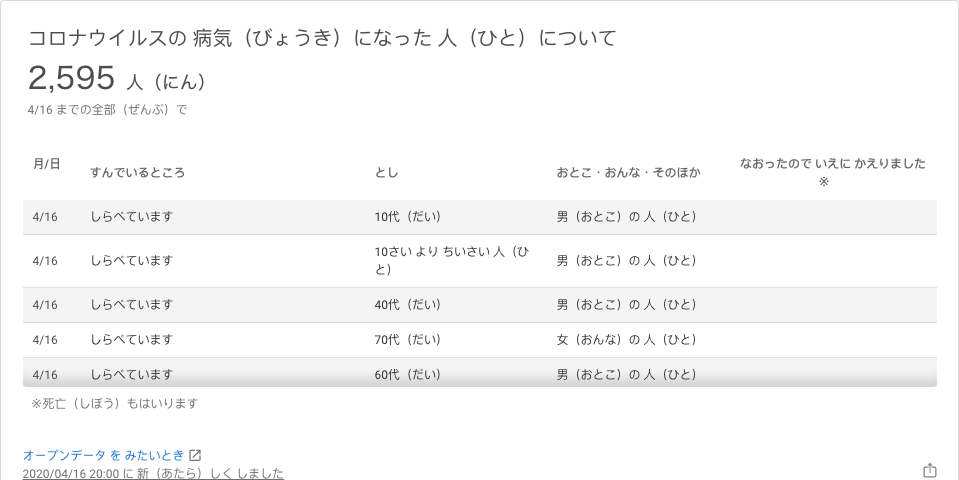 コロナウイルスの 病気（びょうき）になった 人（ひと）について
2,595 人（にん）
4/16 までの全部（ぜんぶ）で
月/日 すんでいるところ とし おとこ・おんな・そのほか なおったので いえに かえりました
※
4/16 しらべています 10代（だい） 男（おとこ）の 人（ひと）
4/16 しらべています 10さい より ちいさい 人（ひ
と） 男（おとこ）の 人（ひと）
4/16 しらべています 40代（だい） 男（おとこ）の 人（ひと）
4/16 しらべています 70代（だい） 女（おんな）の 人（ひと）
4/16 しらべています 60代（だい） 男（おとこ）の 人（ひと）
※死亡（しぼう）もはいります
オープンデータ を みたいとき
2020/04/16 20:00 に 新（あたら）しく しました